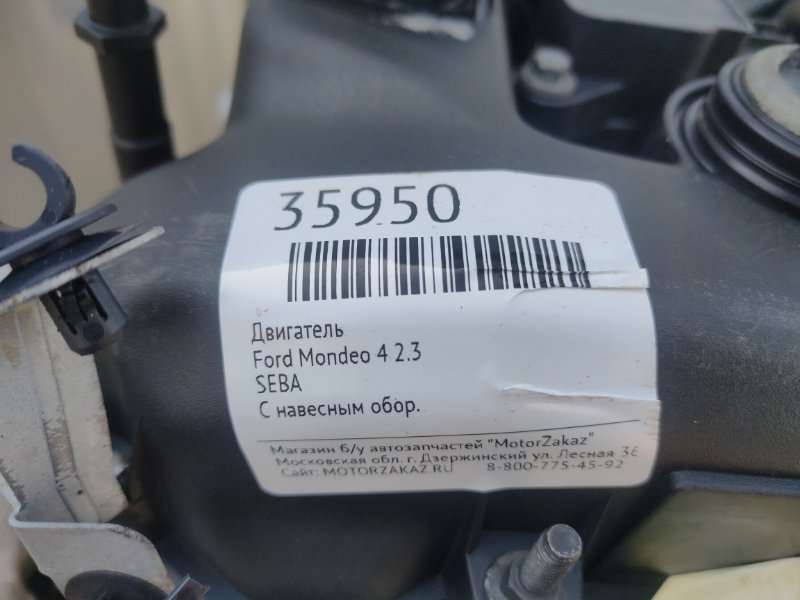 35950
Двигатель
Ford Mondeo 4 2.3
SEBA
С навесным обор.
Магазин б/у автозапчастей "MotorZakaz"
Московская обл. г. Дзержинский ул. Лесная 36
Сайт: MOTORZAKAZ.RU 8-800-775-45-92